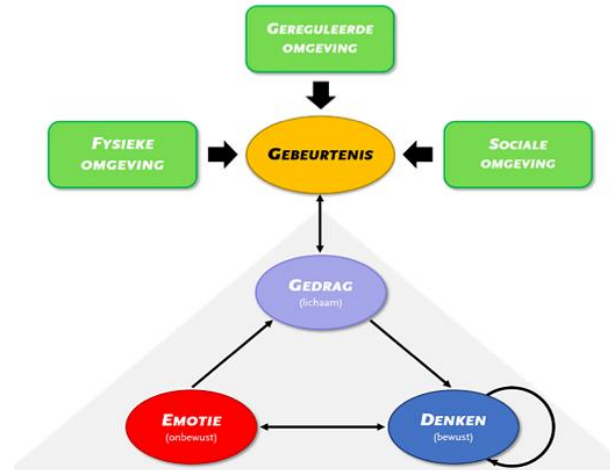 GEREGULEERDE
OMGEVING
FYSIEKE
OMGEVING
GEBEURTENIS
SOCIALE
OMGEVING
GEDRAG
(lichaam)
EMOTIE
(onbewust)
DENKEN
(bewust)